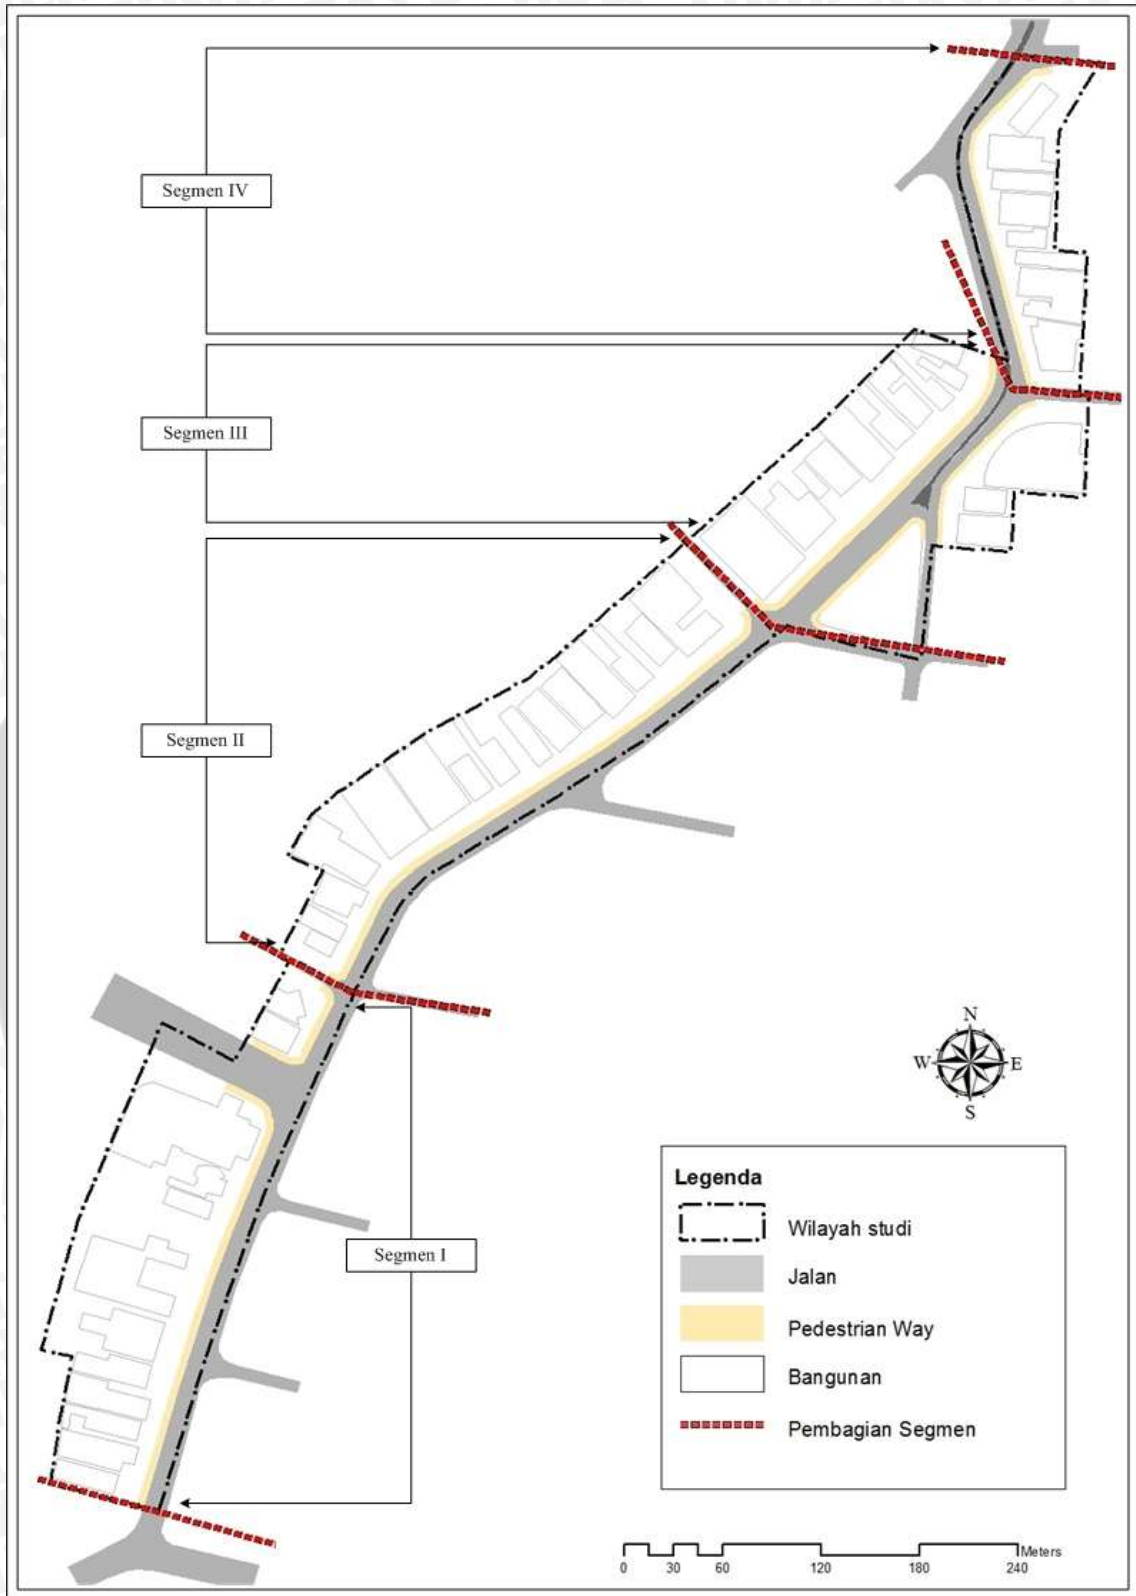 Segmen IV
Segmen III
Segmen II
Segmen I
N
W E
S
Legenda
Wilayah studi
Jalan
Pedestrian Way
Bangunan
Pembagian Segmen
Meters
0 30 60 120 180 240